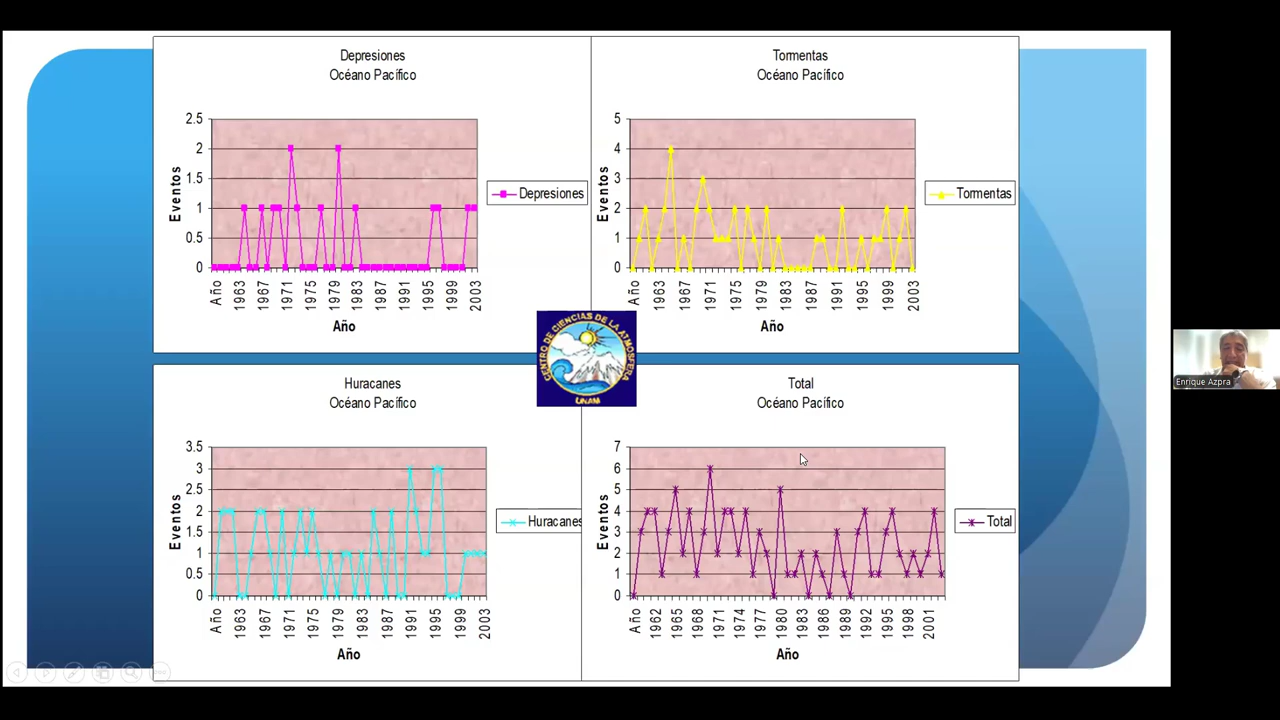 Depresiones
Océano Pacífico
2.5
2
1.5
1
0.5
0
Eventos
Año
1963
1967
1971
1975
1979
1983
1987
1991
1995
1999
2003
Año
Depresiones
Tormentas
Océano Pacífico
5
4
3
2
1
0
Eventos
Año
1963
1967
1971
1975
1979
1983
1987
1991
1995
1999
2003
Año
Tormentas
CENTRO DE CIENCIAS DE LA ATMOSFERA
UNAM
Huracanes
Océano Pacífico
3.5
3
2.5
2
1.5
1
0.5
0
Eventos
Año
1963
1967
1971
1975
1979
1983
1987
1991
1995
1999
2003
Año
Huracanes
Total
Océano Pacífico
7
6
5
4
3
2
1
0
Eventos
Año
1962
1965
1968
1971
1974
1977
1980
1983
1986
1989
1992
1995
1998
2001
Año
Total
Enrique Azpra